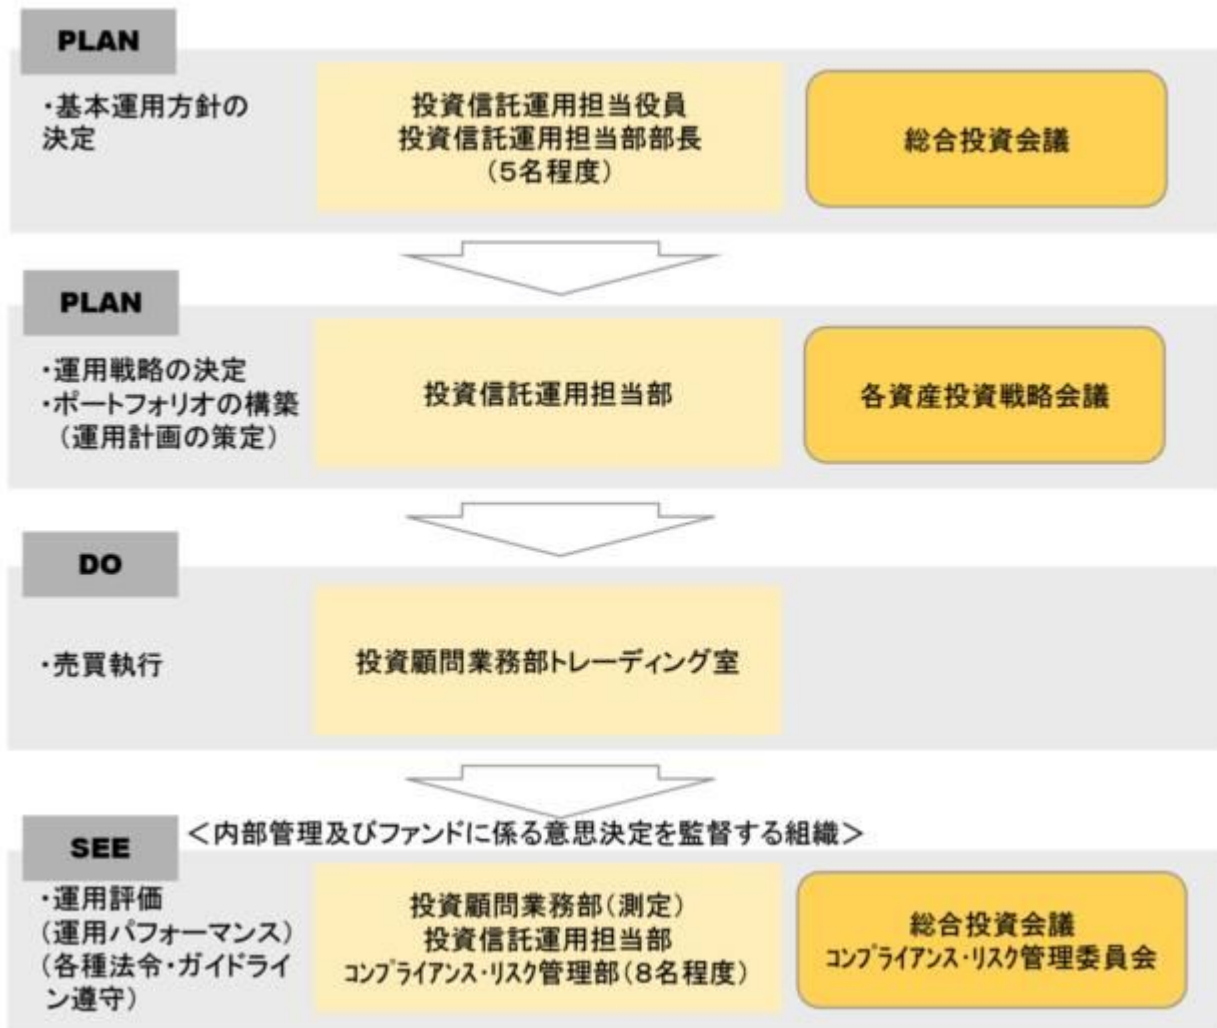 PLAN
・基本運用方針の
決定
投資信託運用担当役員
投資信託運用担当部部長
（5名程度）
総合投資会議
PLAN
・運用戦略の決定
・ポートフォリオの構築
（運用計画の策定）
投資信託運用担当部
各資産投資戦略会議
DO
・売買執行
投資顧問業務部トレーディング室
＜内部管理及びファンドに係る意思決定を監督する組織＞
SEE
・運用評価
（運用パフォーマンス）
（各種法令・ガイドライ
ン遵守）
投資顧問業務部（測定）
投資信託運用担当部
ｺﾝﾌﾟﾗｲｱﾝｽ・ﾘｽｸ管理部（8名程度）
総合投資会議
ｺﾝﾌﾟﾗｲｱﾝｽ・ﾘｽｸ管理委員会